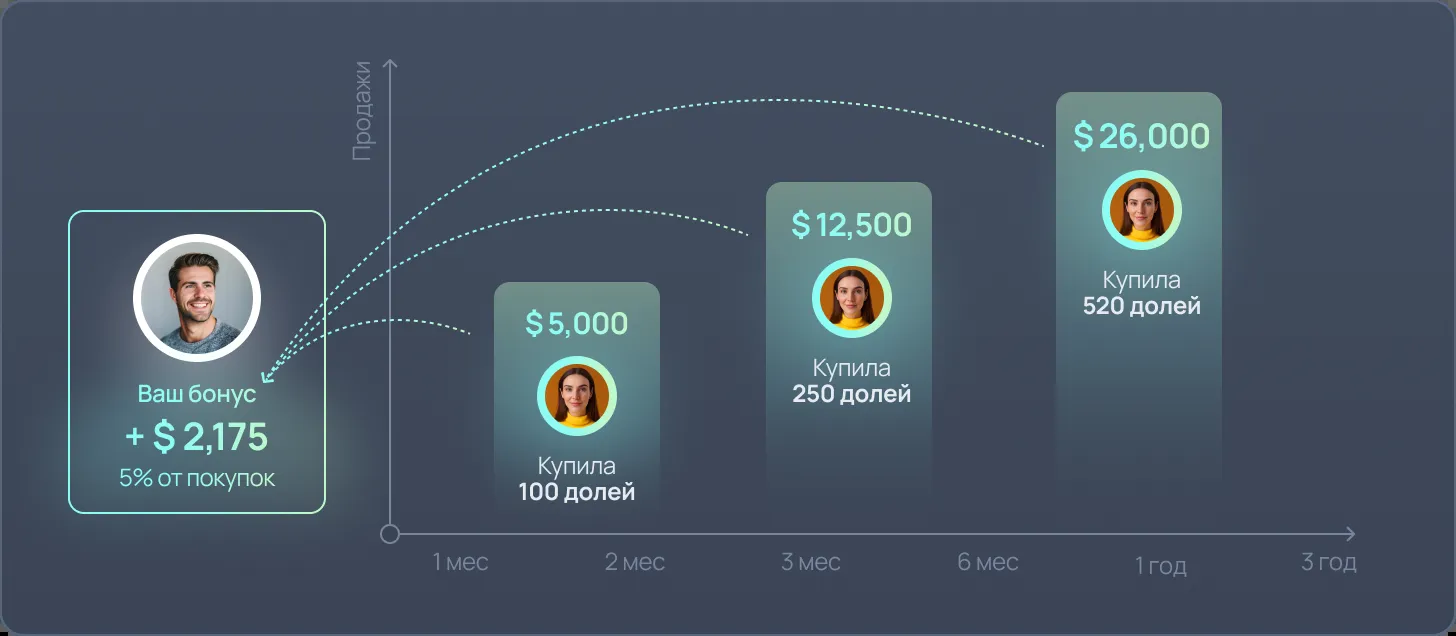 Продажи
$ 26,000
Купила
520 долей
$ 12,500
Купила
250 долей
$ 5,000
Купила
100 долей
Ваш бонус
+ $ 2,175
5% от покупок
1 мес
2 мес
3 мес
6 мес
1 год
3 год